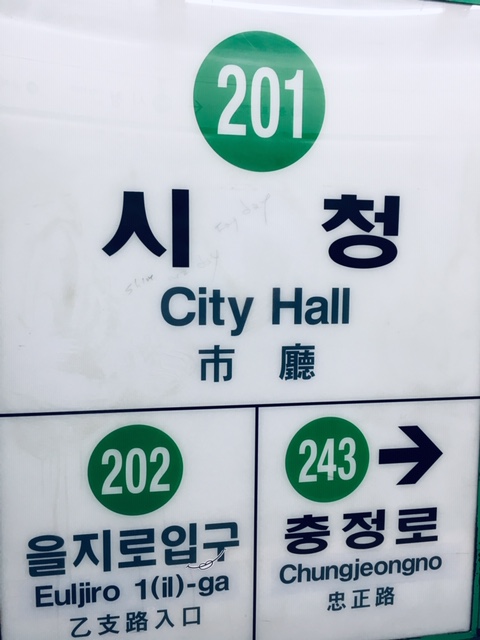 201
시 청
City Hall
市 廳
202
을지로입구
Euljiro 1(il)-ga
乙支路入口
243 →
충정로
Chungjeongno
忠正路